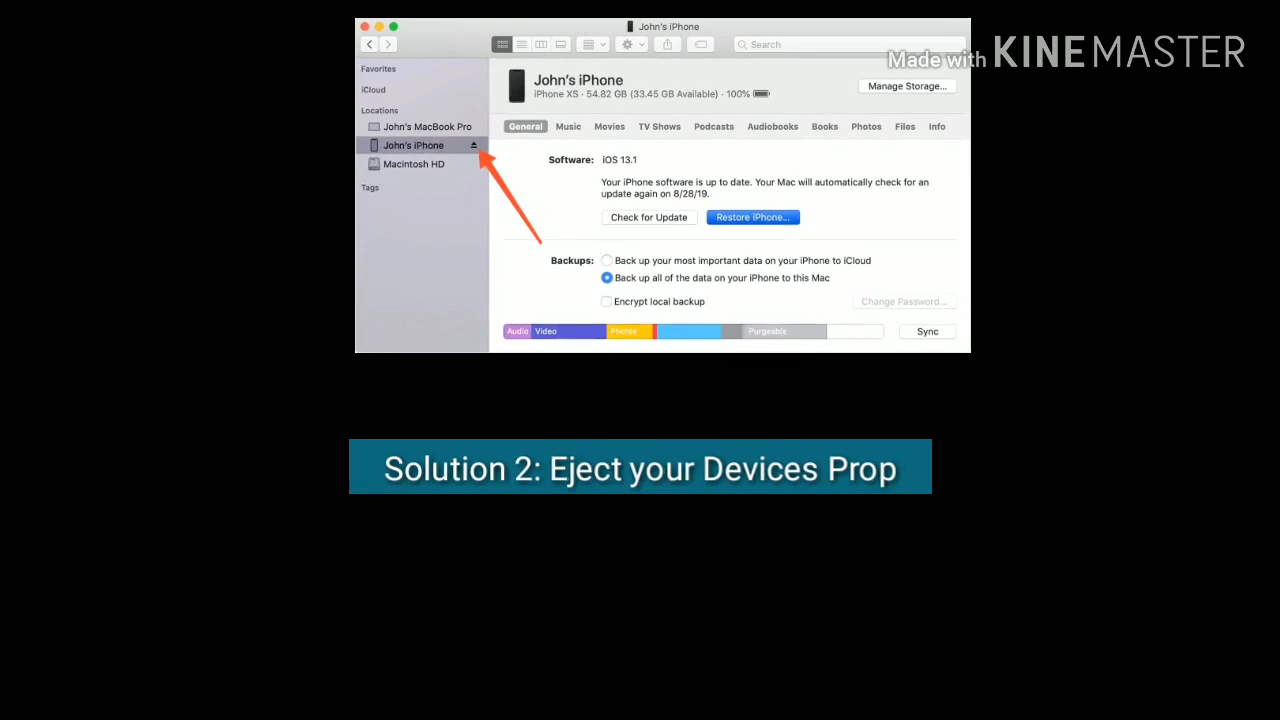 John's iPhone
Search
Made with KINEMASTER
Favorites
iCloud
Locations
John's MacBook Pro
John's iPhone
Macintosh HD
Tags
John's iPhone
iPhone XS · 54.82 GB (33.45 GB Available) · 100%
Manage Storage...
General Music Movies TV Shows Podcasts Audiobooks Books Photos Files Info
Software: iOS 13.1
Your iPhone software is up to date. Your Mac will automatically check for an
update again on 8/28/19.
Check for Update Restore iPhone...
Backups: Back up your most important data on your iPhone to iCloud
Back up all of the data on your iPhone to this Mac
Encrypt local backup Change Password...
Audio Video Photos Purgeable Sync
Solution 2: Eject your Devices Prop